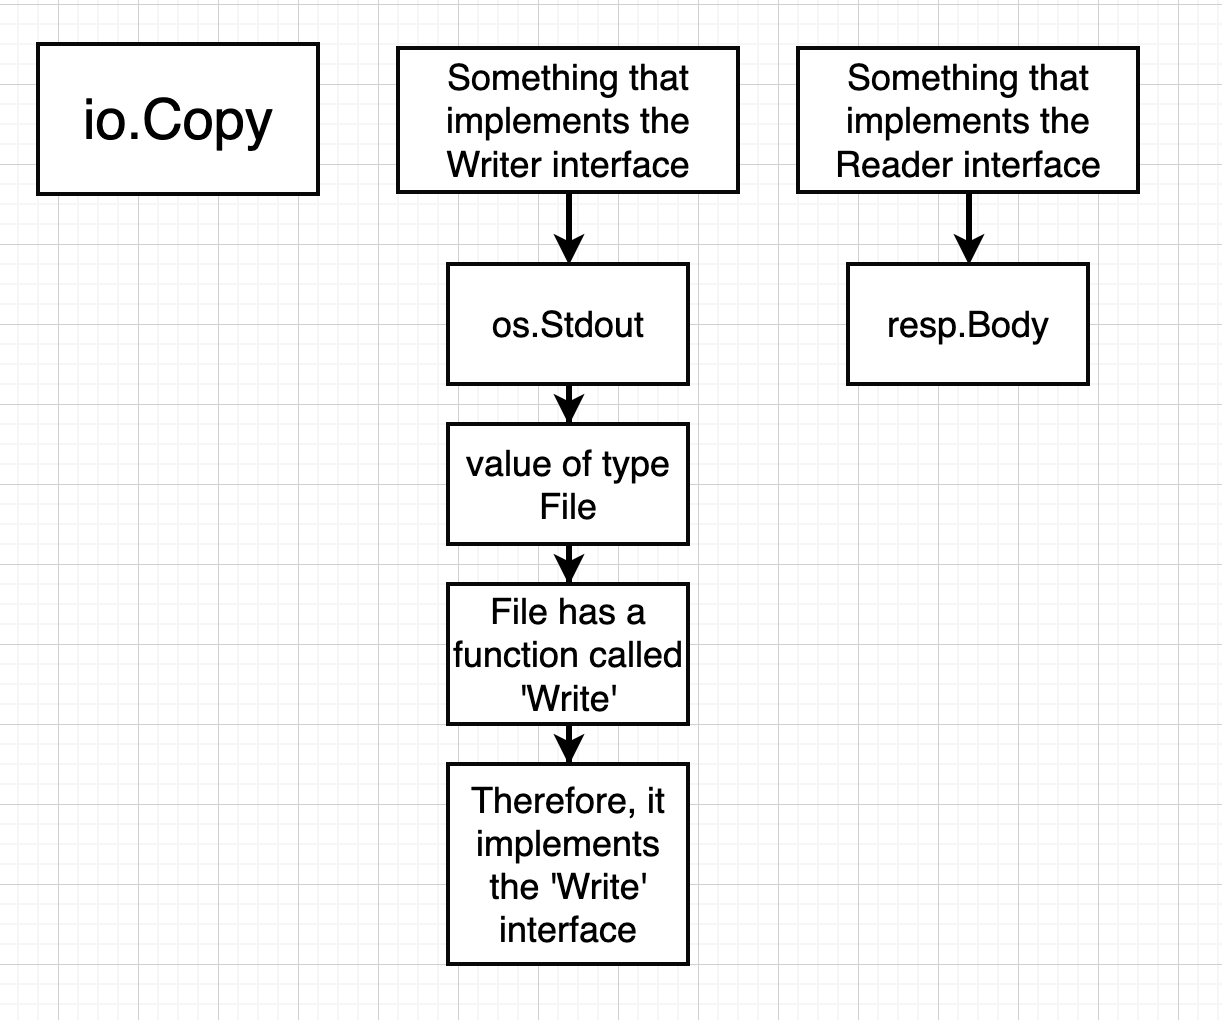 io.Copy
Something that
implements the
Writer interface
Something that
implements the
Reader interface
os.Stdout
resp.Body
value of type
File
File has a
function called
'Write'
Therefore, it
implements
the 'Write'
interface